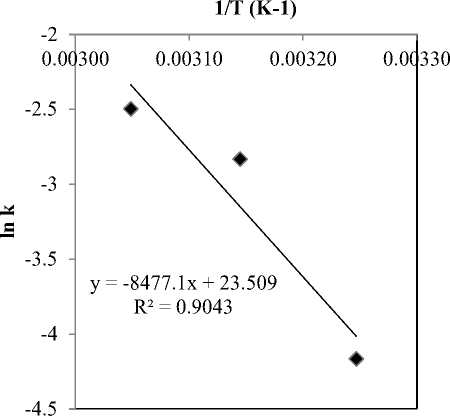 1/T (K-1)
-2
0.00300 0.00310 0.00320 0.00330
-2.5
-3
ln k
-3.5
y = -8477.1x + 23.509
R² = 0.9043
-4
-4.5